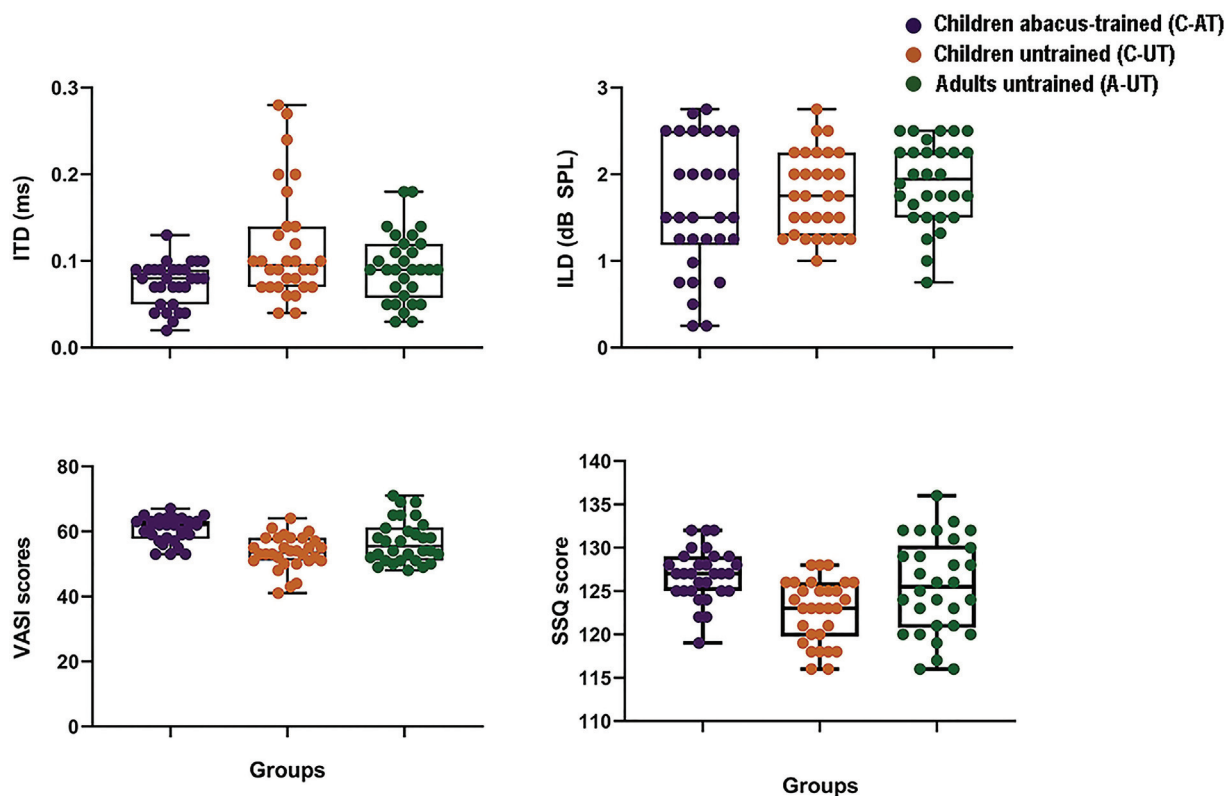 Children abacus-trained (C-AT)
Children untrained (C-UT)
Adults untrained (A-UT)
ITD (ms)
0.3
0.2
0.1
0.0
ILD (dB SPL)
3
2
1
0
VASI scores
80
60
40
20
0
Groups
SSQ score
140
135
130
125
120
115
110
Groups